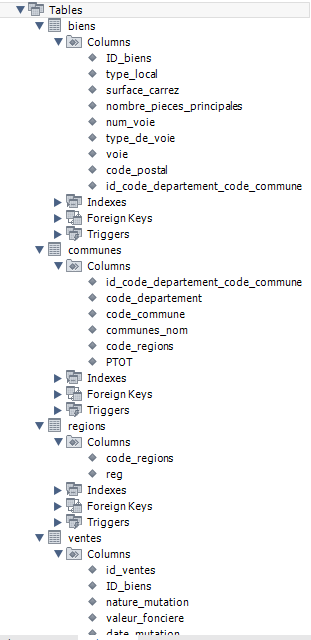 Tables
biens
Columns
ID_biens
type_local
surface_carrez
nombre_pieces_principales
num_voie
type_de_voie
voie
code_postal
id_code_departement_code_commune
Indexes
Foreign Keys
Triggers
communes
Columns
id_code_departement_code_commune
code_departement
code_commune
communes_nom
code_regions
PTOT
Indexes
Foreign Keys
Triggers
regions
Columns
code_regions
reg
Indexes
Foreign Keys
Triggers
ventes
Columns
id_ventes
ID_biens
nature_mutation
valeur_fonciere
date_mutation